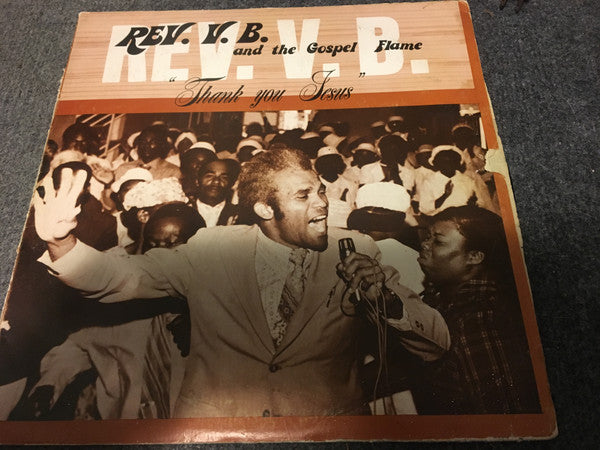 REV. V. B.
REV. V. B.
and the Gospel Flame
"Thank you Jesus"